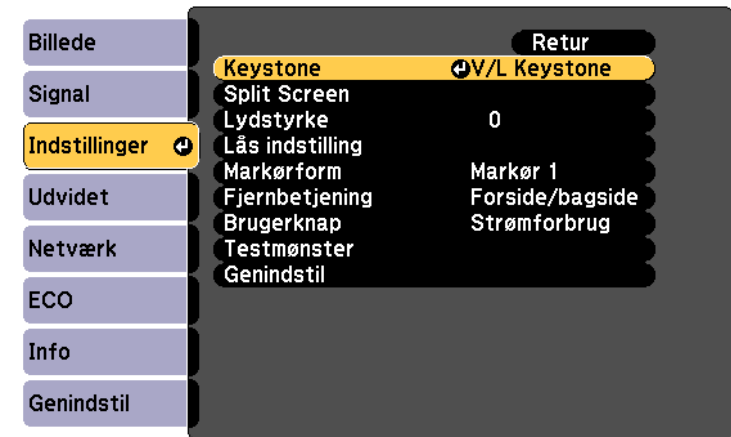 Billede
Signal
Indstillinger
Udvidet
Netværk
ECO
Info
Genindstil
Retur
Keystone V/L Keystone
Split Screen
Lydstyrke 0
Lås indstilling
Markørform Markør 1
Fjernbetjening Forside/bagside
Brugerknap Strømforbrug
Testmønster
Genindstil